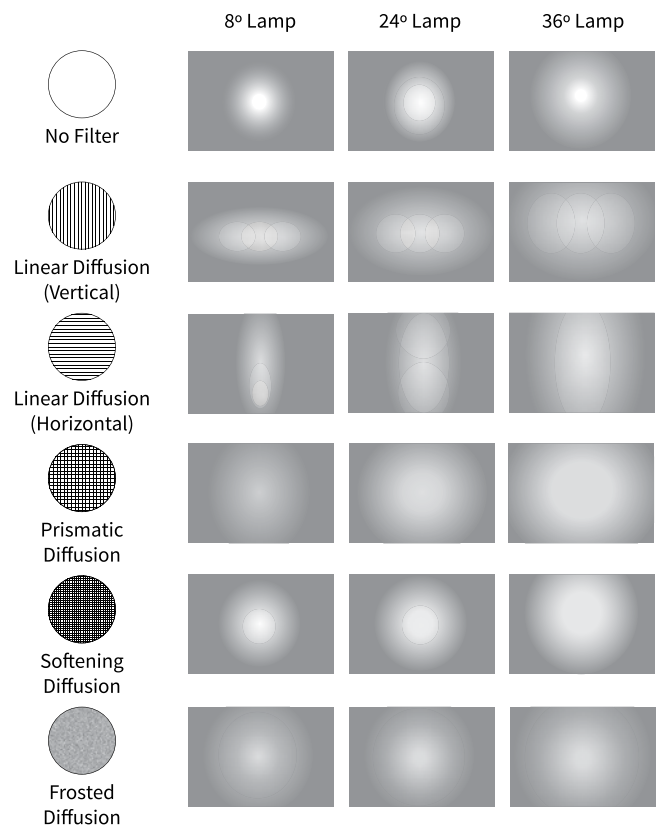 8º Lamp 24º Lamp 36º Lamp
No Filter
Linear Diffusion
(Vertical)
Linear Diffusion
(Horizontal)
Prismatic
Diffusion
Softening
Diffusion
Frosted
Diffusion